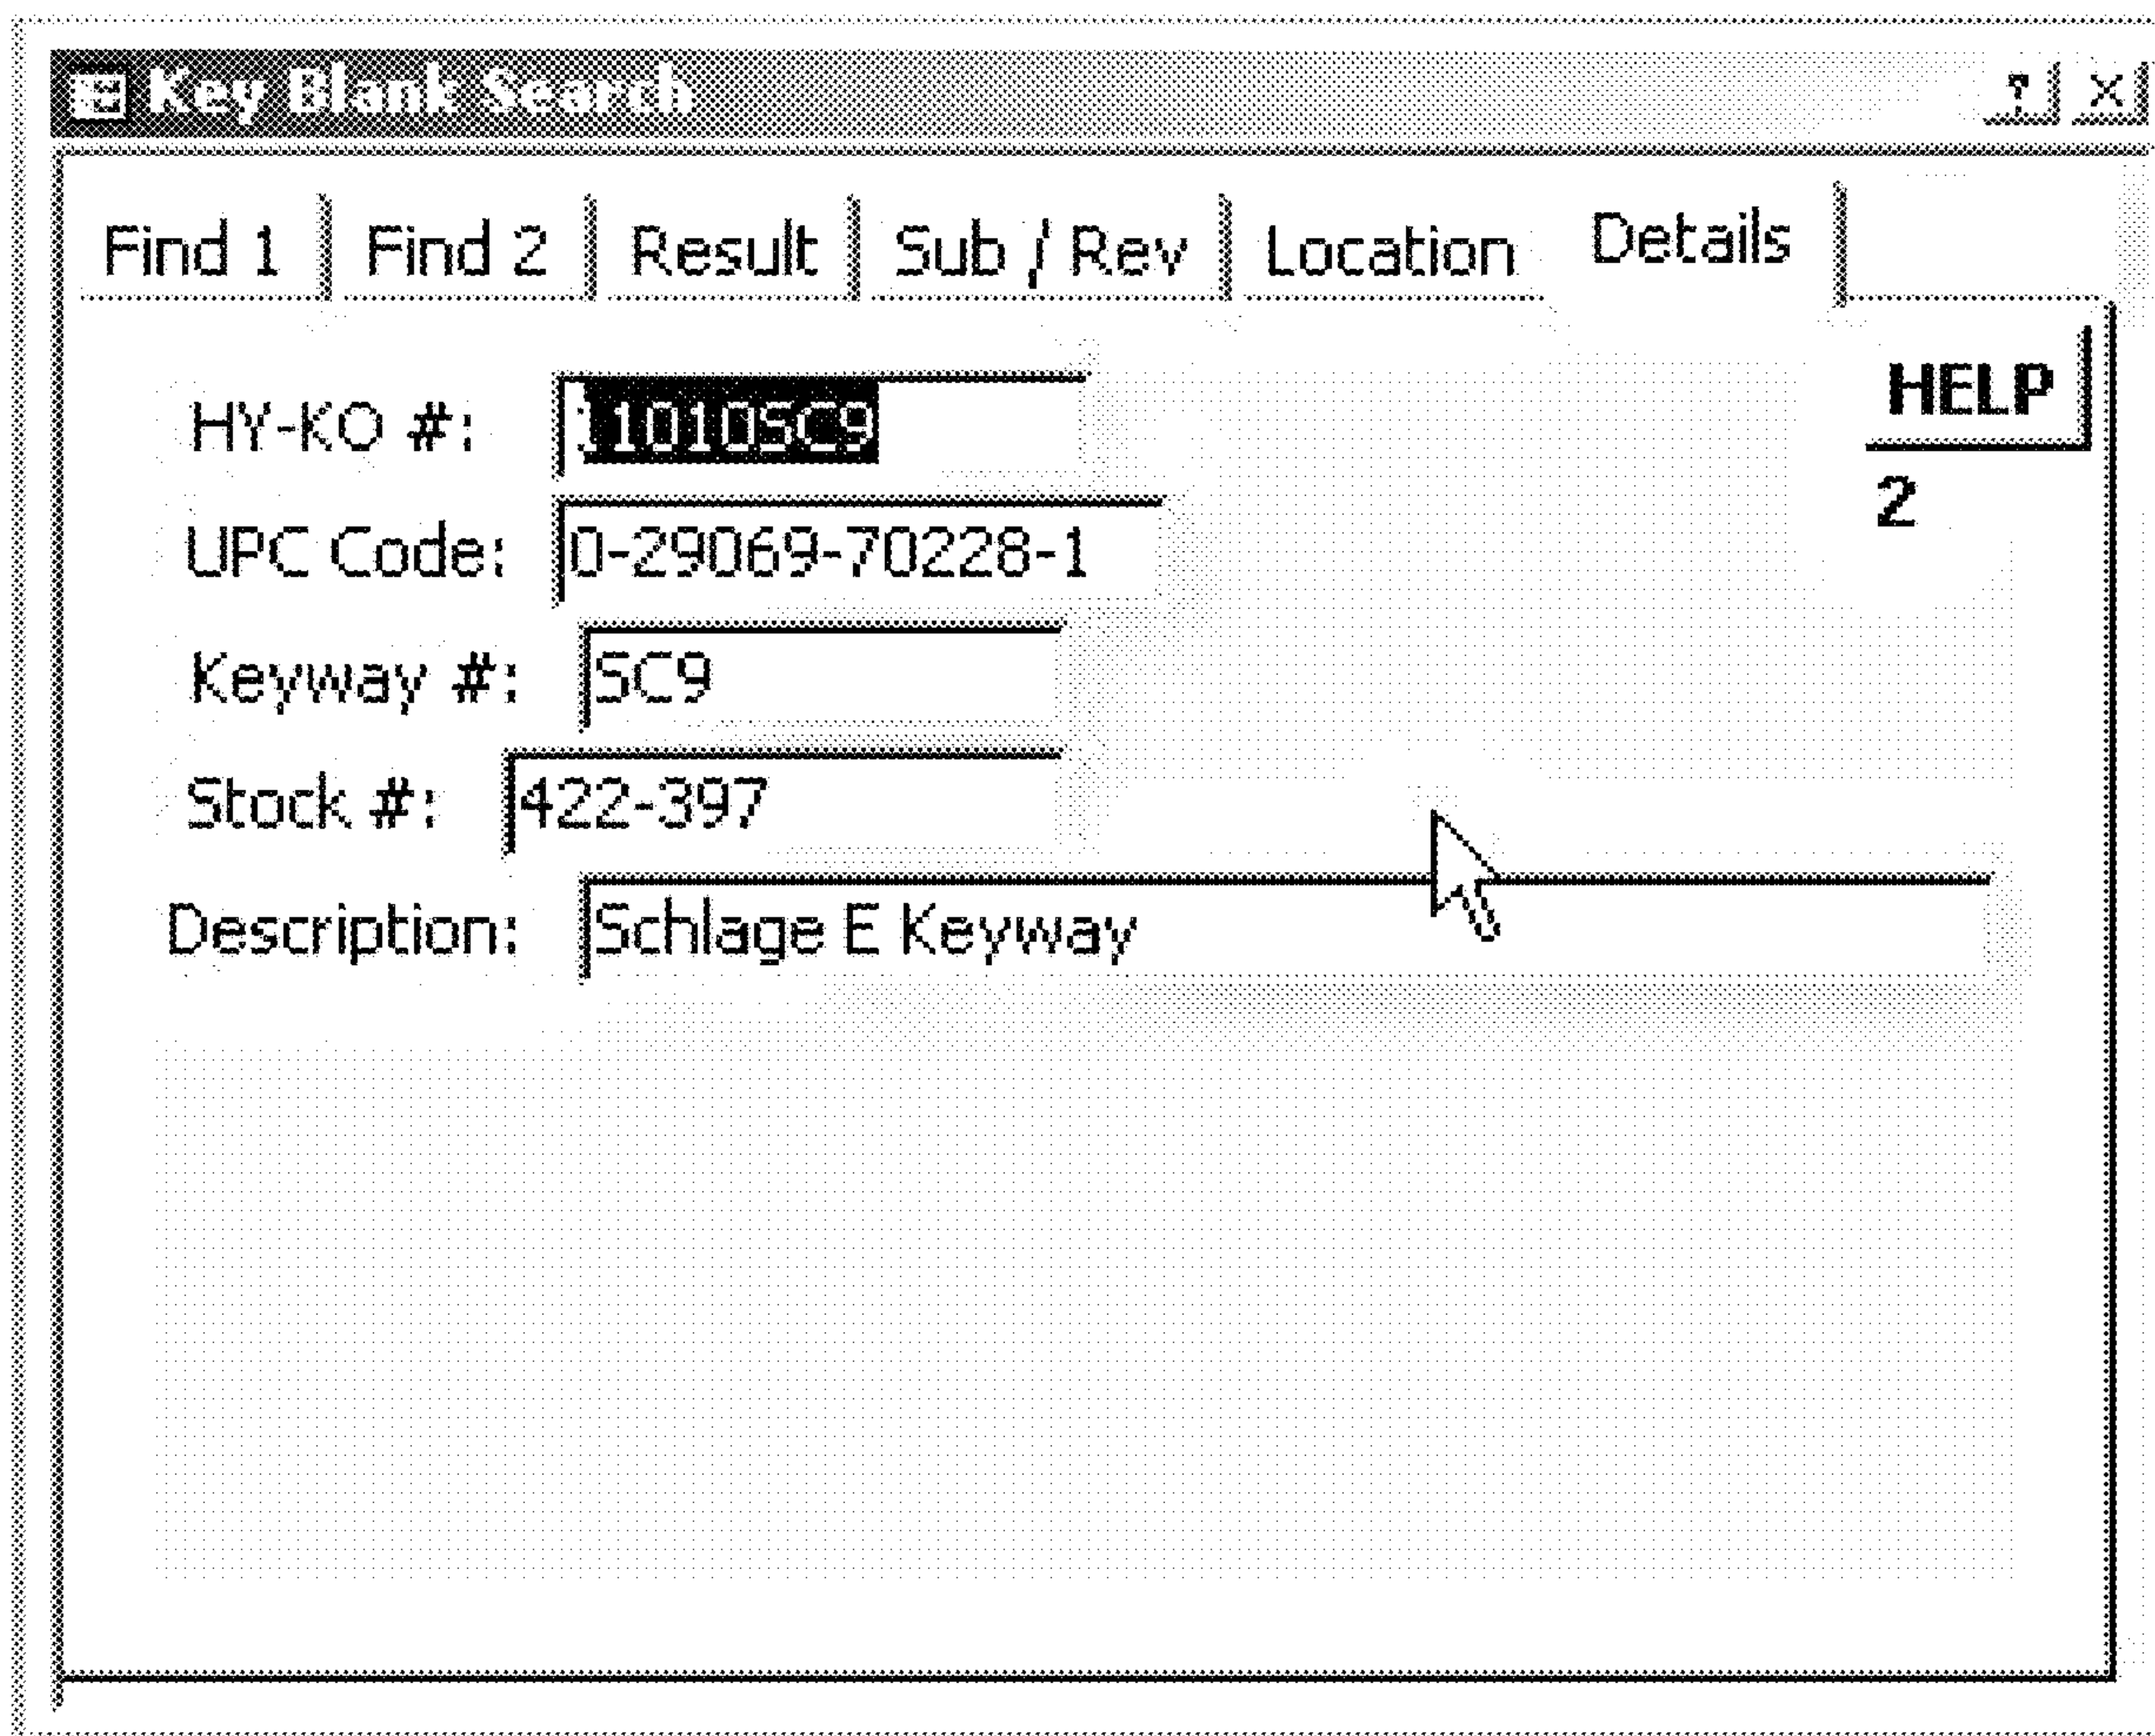 Key Blank Search ? X
Find 1 Find 2 Result Sub / Rev Location Details
HELP
HY-KO #: 11010SC9
2
UPC Code: 0-29069-70228-1
Keyway #: SC9
Stock #: 422-397
Description: Schlage E Keyway